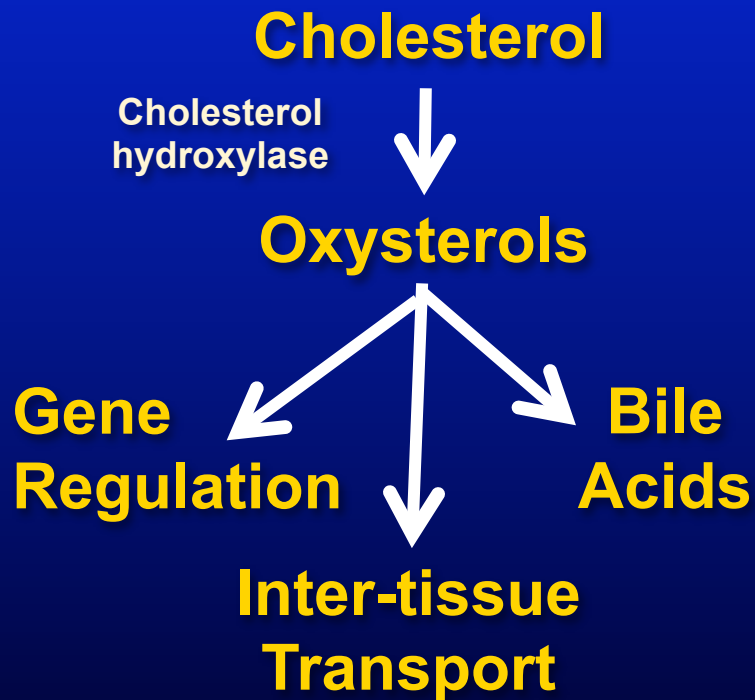 Cholesterol
Cholesterol
hydroxylase
Oxysterols
Gene
Regulation
Bile
Acids
Inter-tissue
Transport